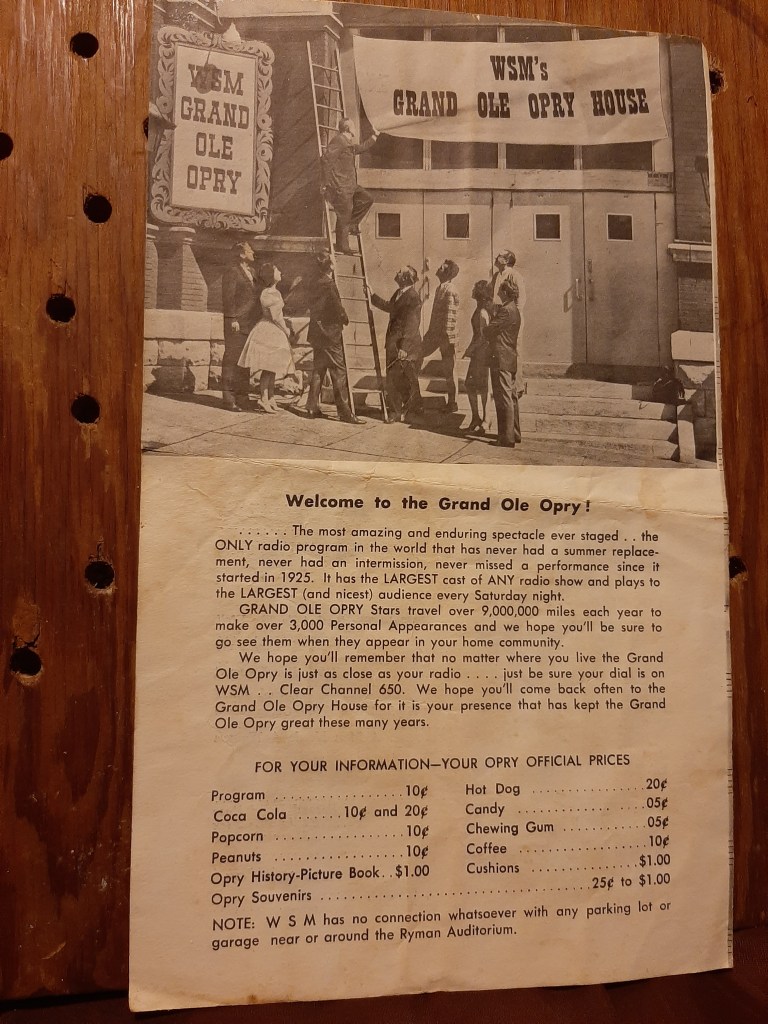 WSM
GRAND
OLE
OPRY
WSM's
GRAND OLE OPRY HOUSE
Welcome to the Grand Ole Opry!
. . . . . . The most amazing and enduring spectacle ever staged . . the
ONLY radio program in the world that has never had a summer replace-
ment, never had an intermission, never missed a performance since it
started in 1925. It has the LARGEST cast of ANY radio show and plays to
the LARGEST (and nicest) audience every Saturday night.
GRAND OLE OPRY Stars travel over 9,000,000 miles each year to
make over 3,000 Personal Appearances and we hope you'll be sure to
go see them when they appear in your home community.
We hope you'll remember that no matter where you live the Grand
Ole Opry is just as close as your radio . . . . just be sure your dial is on
WSM . . Clear Channel 650. We hope you'll come back often to the
Grand Ole Opry House for it is your presence that has kept the Grand
Ole Opry great these many years.
FOR YOUR INFORMATION—YOUR OPRY OFFICIAL PRICES
Program . . . . . . . . . . . . . . . . 10¢
Coca Cola . . . . . . 10¢ and 20¢
Popcorn . . . . . . . . . . . . . . . . 10¢
Peanuts . . . . . . . . . . . . . . . . 10¢
Opry History-Picture Book . . $1.00
Hot Dog . . . . . . . . . . . . . . . . 20¢
Candy . . . . . . . . . . . . . . . . 05¢
Chewing Gum . . . . . . . . . . . . 05¢
Coffee . . . . . . . . . . . . . . . . 10¢
Cushions . . . . . . . . . . . . . . $1.00
Opry Souvenirs . . . . . . . . . . . . . . . . . . . . . . . . . . . . . . 25¢ to $1.00
NOTE: W S M has no connection whatsoever with any parking lot or
garage near or around the Ryman Auditorium.